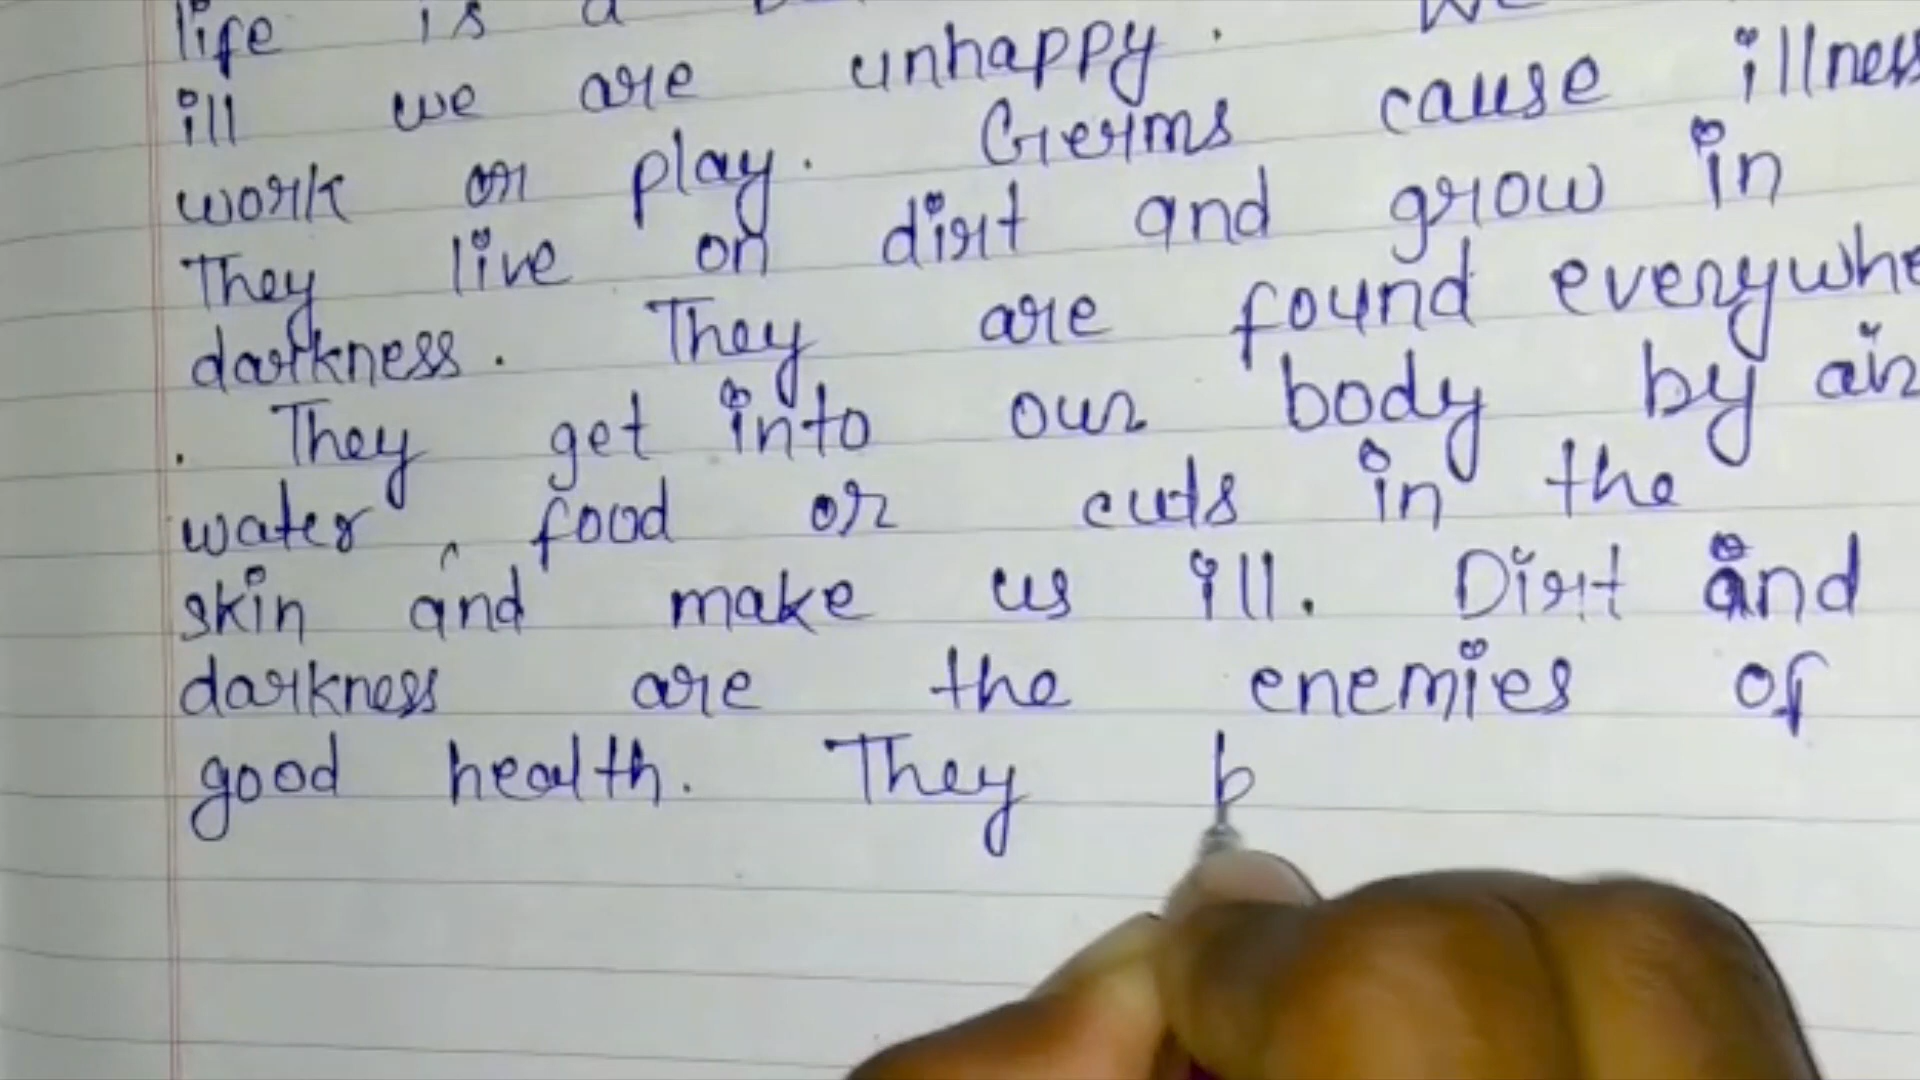 life is a
ill we are unhappy. We
work or play. Germs cause illness
They live on dirt and grow in
darkness. They are found everywhe
. They get into our body by air
water, food or cuts in the
skin and make us ill. Dirt and
darkness are the enemies of
good health. They b